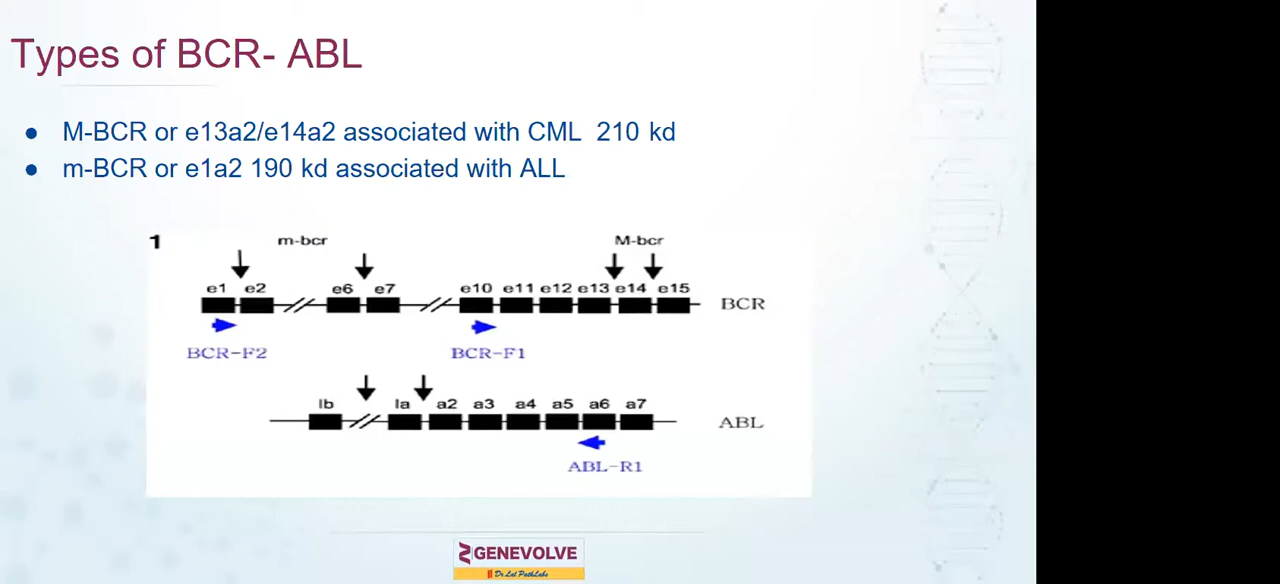 Types of BCR- ABL
● M-BCR or e13a2/e14a2 associated with CML 210 kd
● m-BCR or e1a2 190 kd associated with ALL
1
m-bcr M-bcr
e1 e2 e6 e7 e10 e11 e12 e13 e14 e15
BCR
BCR-F2 BCR-F1
Ib Ia a2 a3 a4 a5 a6 a7
ABL
ABL-R1
GENEVOLVE
Dr Lal PathLabs